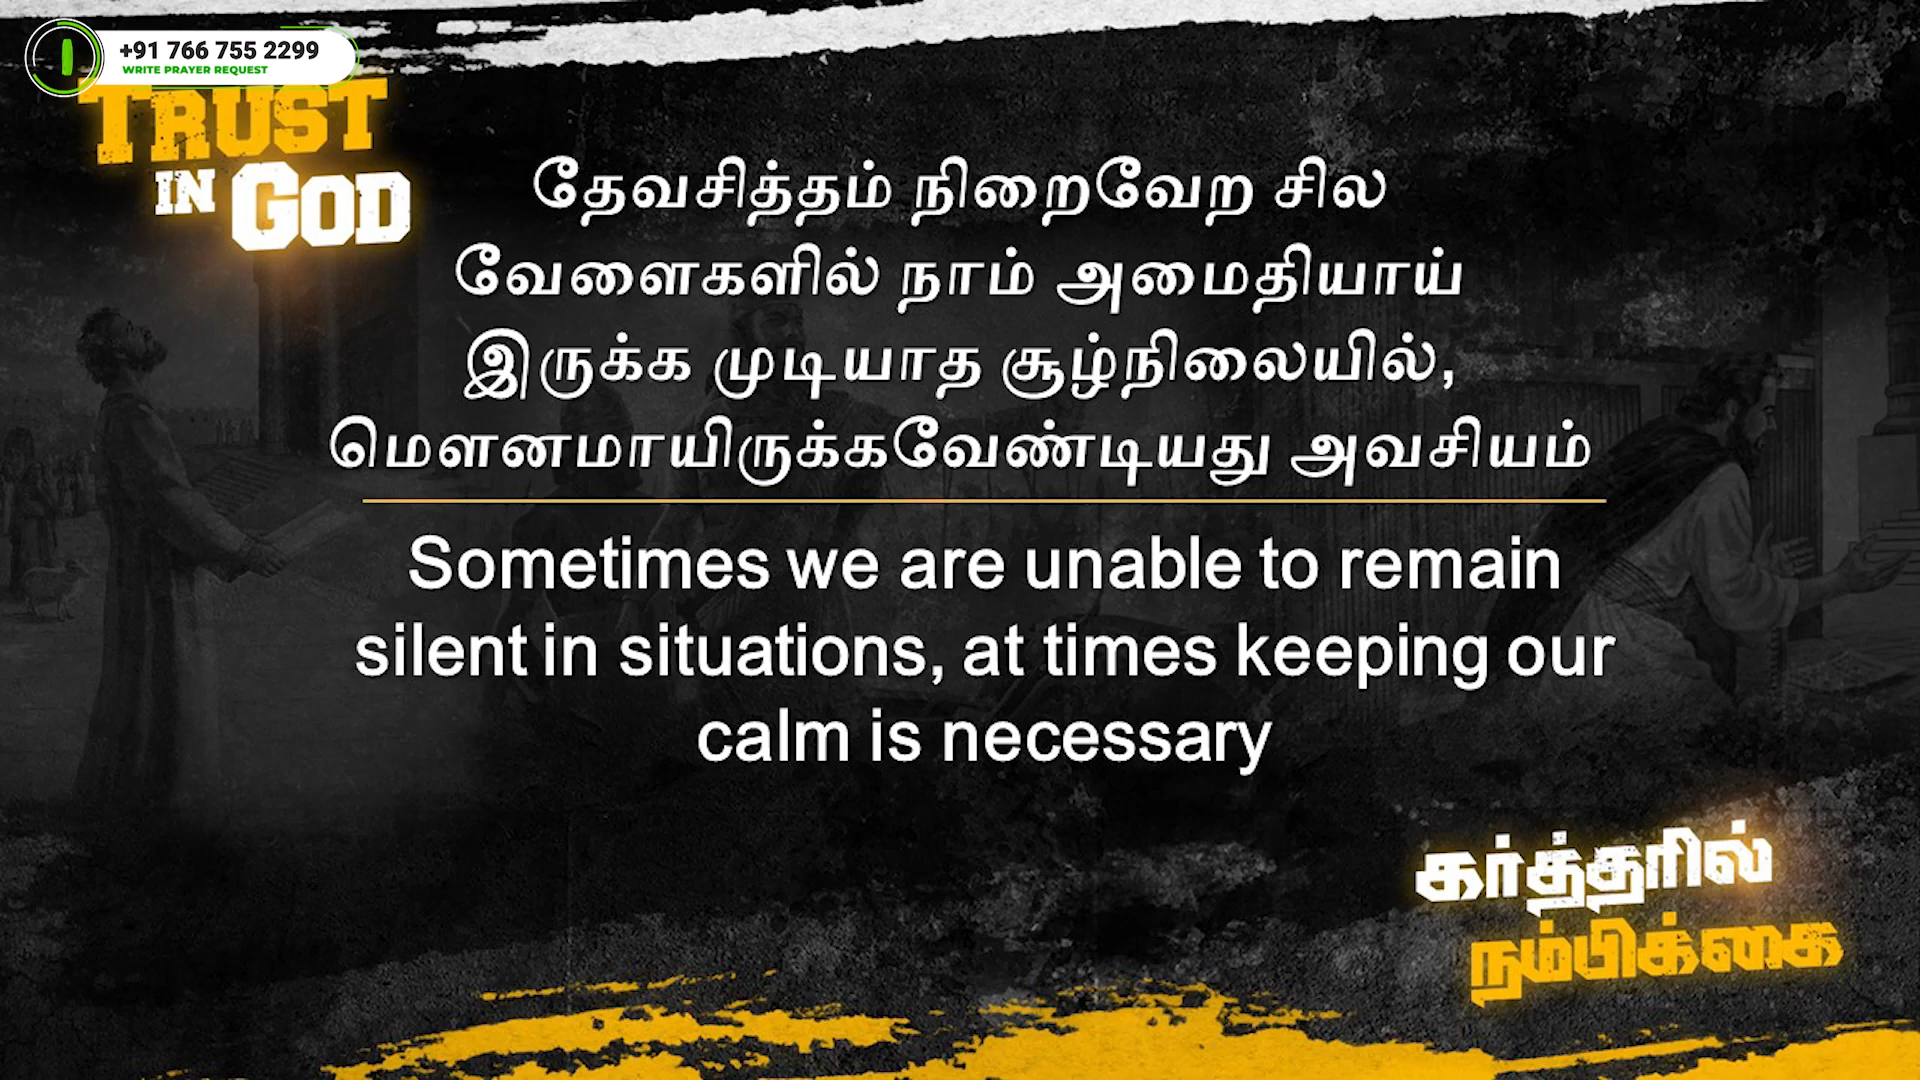 +91 766 755 2299
WRITE PRAYER REQUEST
TRUST
IN GOD
தேவசித்தம் நிறைவேற சில
வேளைகளில் நாம் அமைதியாய்
இருக்க முடியாத சூழ்நிலையில்,
மௌனமாயிருக்கவேண்டியது அவசியம்
Sometimes we are unable to remain
silent in situations, at times keeping our
calm is necessary
கர்த்தரில்
நம்பிக்கை